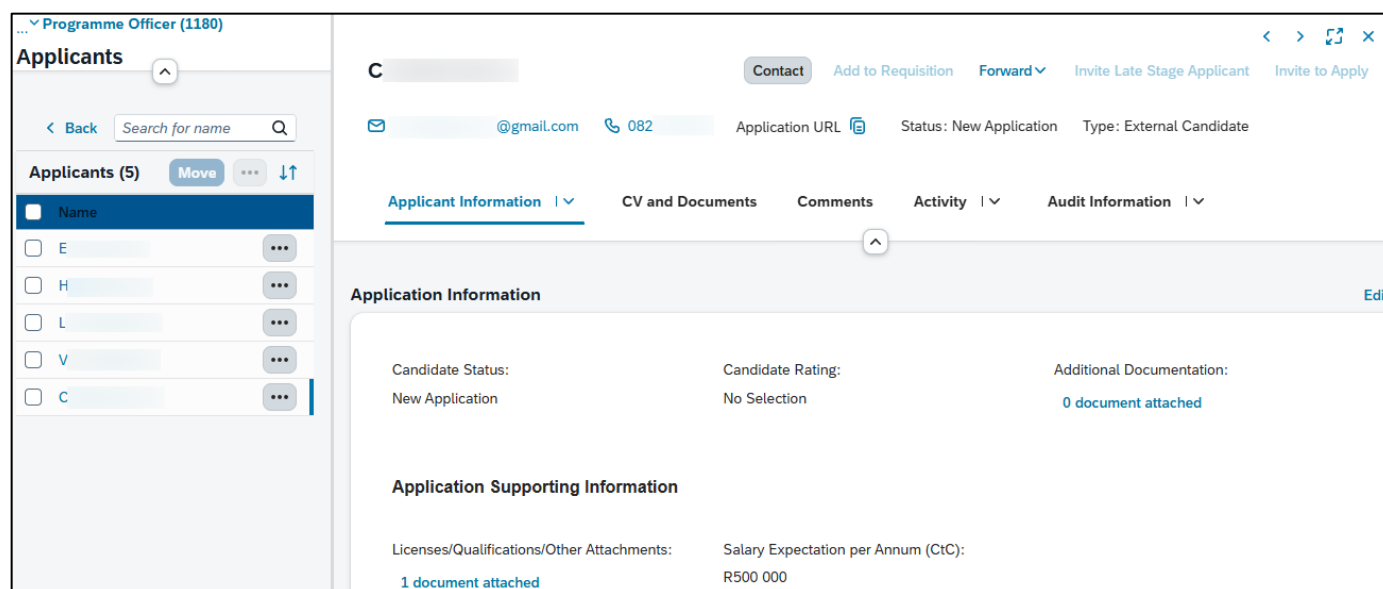 ... Programme Officer (1180)
Applicants
Back Search for name
Applicants (5) Move ...
Name
E
H
L
V
C
C
Contact Add to Requisition Forward Invite Late Stage Applicant Invite to Apply
@gmail.com 082 Application URL Status: New Application Type: External Candidate
Applicant Information CV and Documents Comments Activity Audit Information
Application Information Edi
Candidate Status: Candidate Rating: Additional Documentation:
New Application No Selection 0 document attached
Application Supporting Information
Licenses/Qualifications/Other Attachments: Salary Expectation per Annum (CtC):
1 document attached R500 000